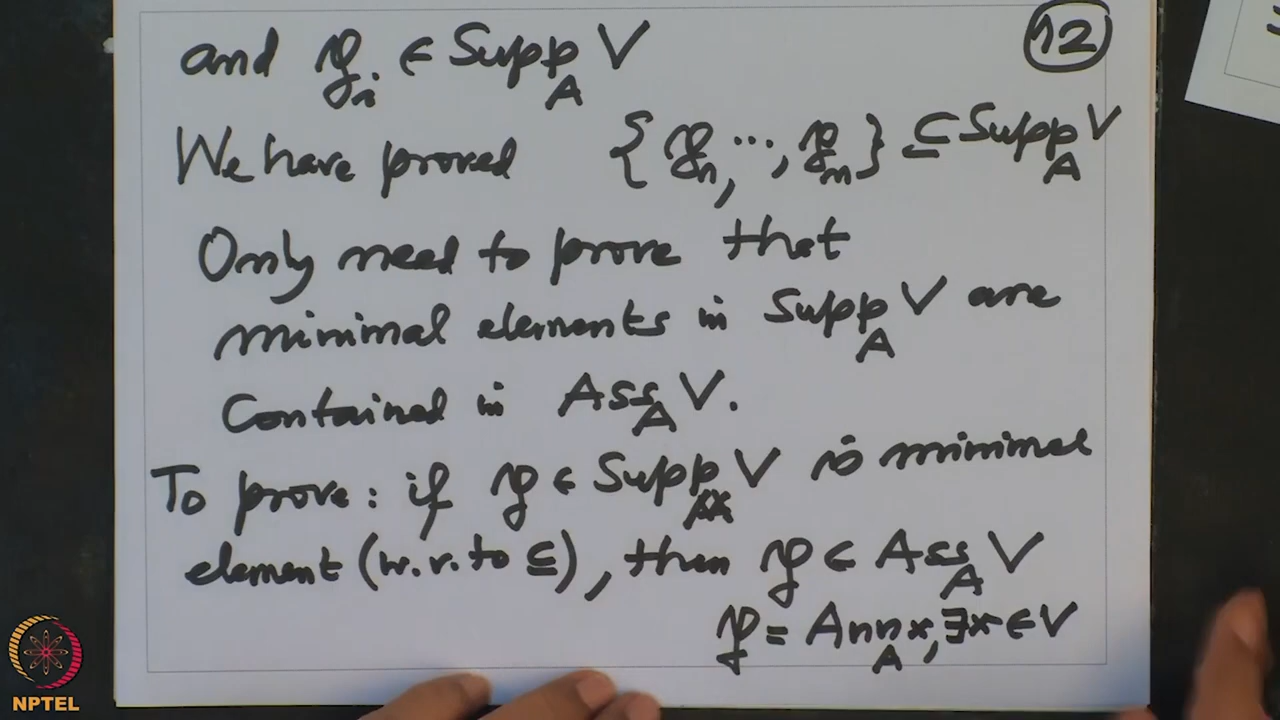 and 𝔭ᵢ ∈ Supp_A V
12
We have proved {𝔭₁, ..., 𝔭ₘ} ⊆ Supp_A V
Only need to prove that
minimal elements in Supp_A V are
Contained in Ass_A V.
To prove: if 𝔭 ∈ Supp_A V is minimal
element (w.r.to ⊆), then 𝔭 ∈ Ass_A V
𝔭 = Ann_A x, ∃x ∈ V
NPTEL